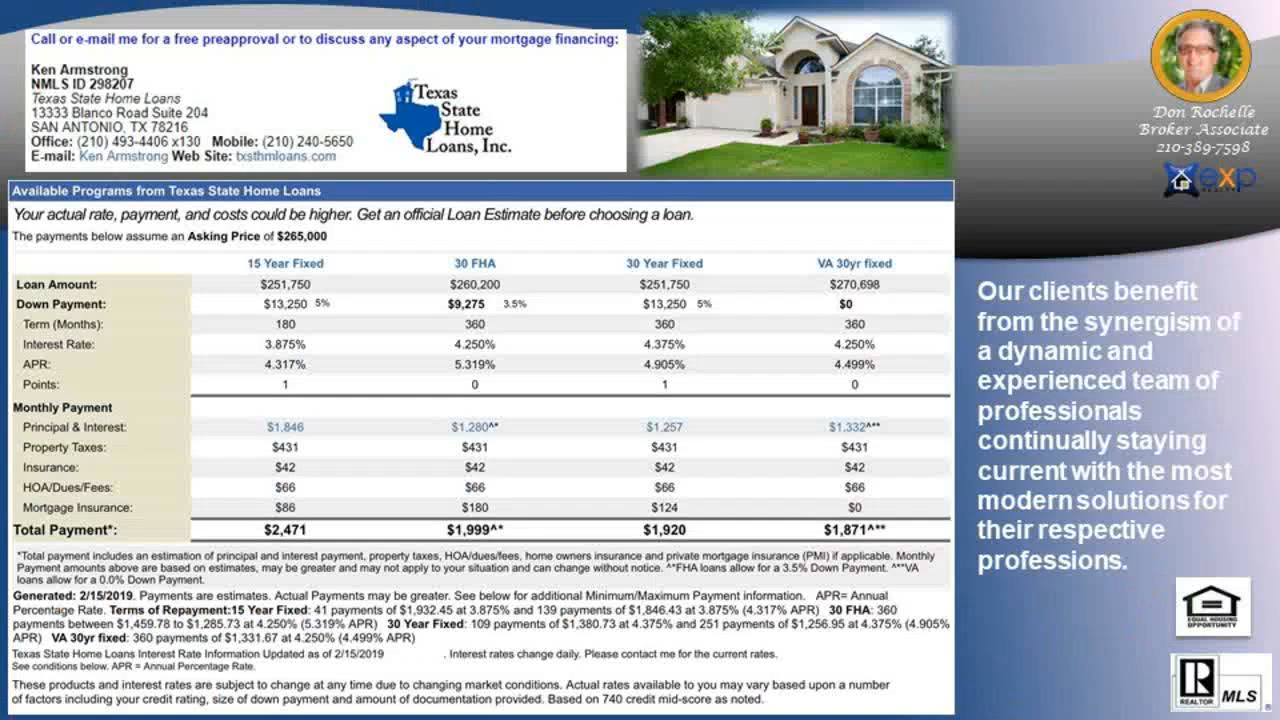 Call or e-mail me for a free preapproval or to discuss any aspect of your mortgage financing:
Ken Armstrong
NMLS ID 298207
Texas State Home Loans
13333 Blanco Road Suite 204
SAN ANTONIO, TX 78216
Office: (210) 493-4406 x130 Mobile: (210) 240-5650
E-mail: Ken Armstrong Web Site: txsthmloans.com
Texas
State
Home
Loans, Inc.
Don Rochelle
Broker Associate
210-389-7598
exp
REALTY
Available Programs from Texas State Home Loans
Your actual rate, payment, and costs could be higher. Get an official Loan Estimate before choosing a loan.
The payments below assume an Asking Price of $265,000
15 Year Fixed 30 FHA 30 Year Fixed VA 30yr fixed
Loan Amount: $251,750 $260,200 $251,750 $270,698
Down Payment: $13,250 5% $9,275 3.5% $13,250 5% $0
Term (Months): 180 360 360 360
Interest Rate: 3.875% 4.250% 4.375% 4.250%
APR: 4.317% 5.319% 4.905% 4.499%
Points: 1 0 1 0
Monthly Payment
Principal & Interest: $1,846 $1,280^* $1,257 $1,332^**
Property Taxes: $431 $431 $431 $431
Insurance: $42 $42 $42 $42
HOA/Dues/Fees: $66 $66 $66 $66
Mortgage Insurance: $86 $180 $124 $0
Total Payment*: $2,471 $1,999^* $1,920 $1,871^**
*Total payment includes an estimation of principal and interest payment, property taxes, HOA/dues/fees, home owners insurance and private mortgage insurance (PMI) if applicable. Monthly
Payment amounts above are based on estimates, may be greater and may not apply to your situation and can change without notice. ^*FHA loans allow for a 3.5% Down Payment. ^**VA
loans allow for a 0.0% Down Payment.
Generated: 2/15/2019. Payments are estimates. Actual Payments may be greater. See below for additional Minimum/Maximum Payment information. APR= Annual
Percentage Rate. Terms of Repayment:15 Year Fixed: 41 payments of $1,932.45 at 3.875% and 139 payments of $1,846.43 at 3.875% (4.317% APR) 30 FHA: 360
payments between $1,459.78 to $1,285.73 at 4.250% (5.319% APR) 30 Year Fixed: 109 payments of $1,380.73 at 4.375% and 251 payments of $1,256.95 at 4.375% (4.905%
APR) VA 30yr fixed: 360 payments of $1,331.67 at 4.250% (4.499% APR)
Texas State Home Loans Interest Rate Information Updated as of 2/15/2019 . Interest rates change daily. Please contact me for the current rates.
See conditions below. APR = Annual Percentage Rate.
These products and interest rates are subject to change at any time due to changing market conditions. Actual rates available to you may vary based upon a number
of factors including your credit rating, size of down payment and amount of documentation provided. Based on 740 credit mid-score as noted.
Our clients benefit
from the synergism of
a dynamic and
experienced team of
professionals
continually staying
current with the most
modern solutions for
their respective
professions.
EQUAL HOUSING
OPPORTUNITY
R
REALTOR
MLS
®